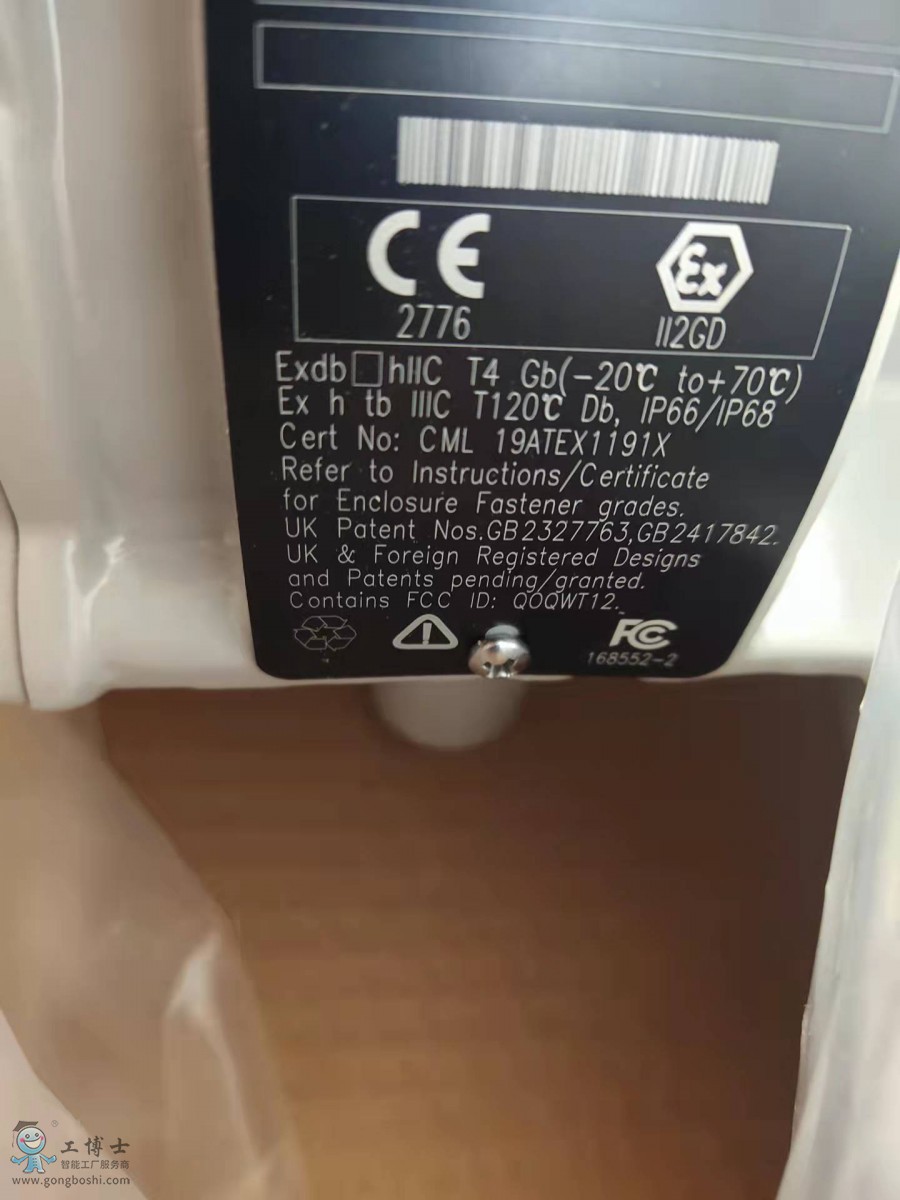 CE
2776
Ex
II2GD
Exdb□hIIC T4 Gb(-20℃ to+70℃)
Ex h tb IIIC T120℃ Db, IP66/IP68
Cert No: CML 19ATEX1191X
Refer to Instructions/Certificate
for Enclosure Fastener grades.
UK Patent Nos.GB2327763,GB2417842.
UK & Foreign Registered Designs
and Patents pending/granted.
Contains FCC ID: QOQWT12.
FCC
168552-2
工博士®
智能工厂服务商
www.gongboshi.com